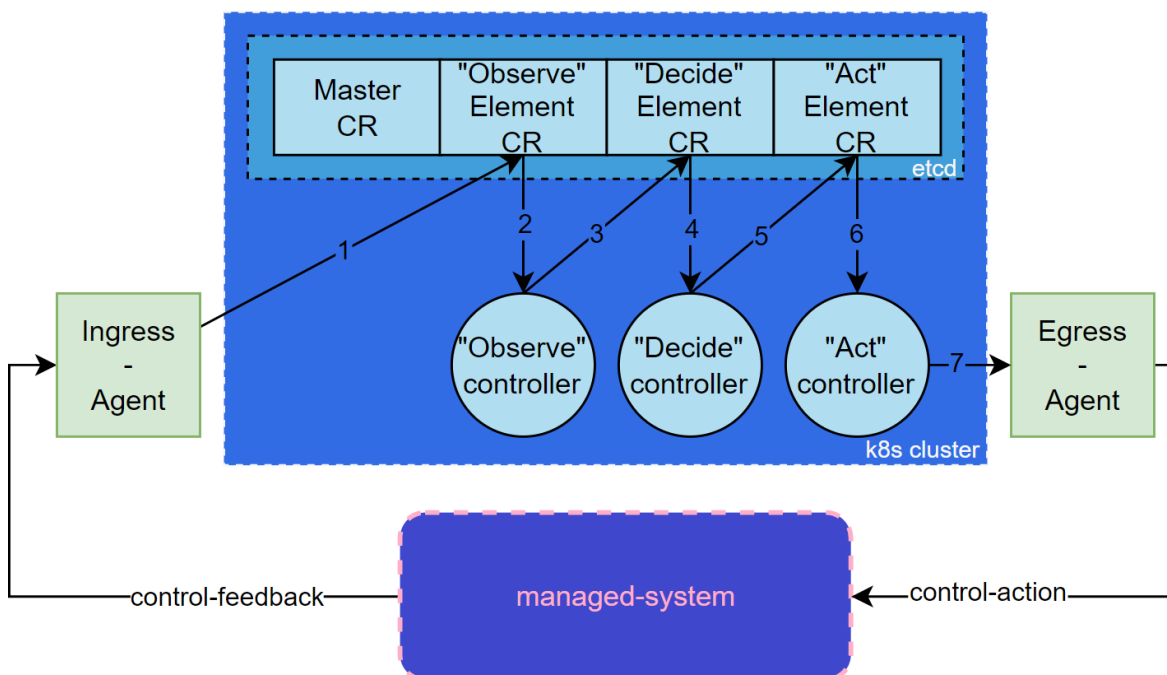 Master
CR
"Observe"
Element
CR
"Decide"
Element
CR
"Act"
Element
CR
etcd
1
2
3
4
5
6
Ingress
-
Agent
"Observe"
controller
"Decide"
controller
"Act"
controller
7
Egress
-
Agent
k8s cluster
control-feedback
managed-system
control-action